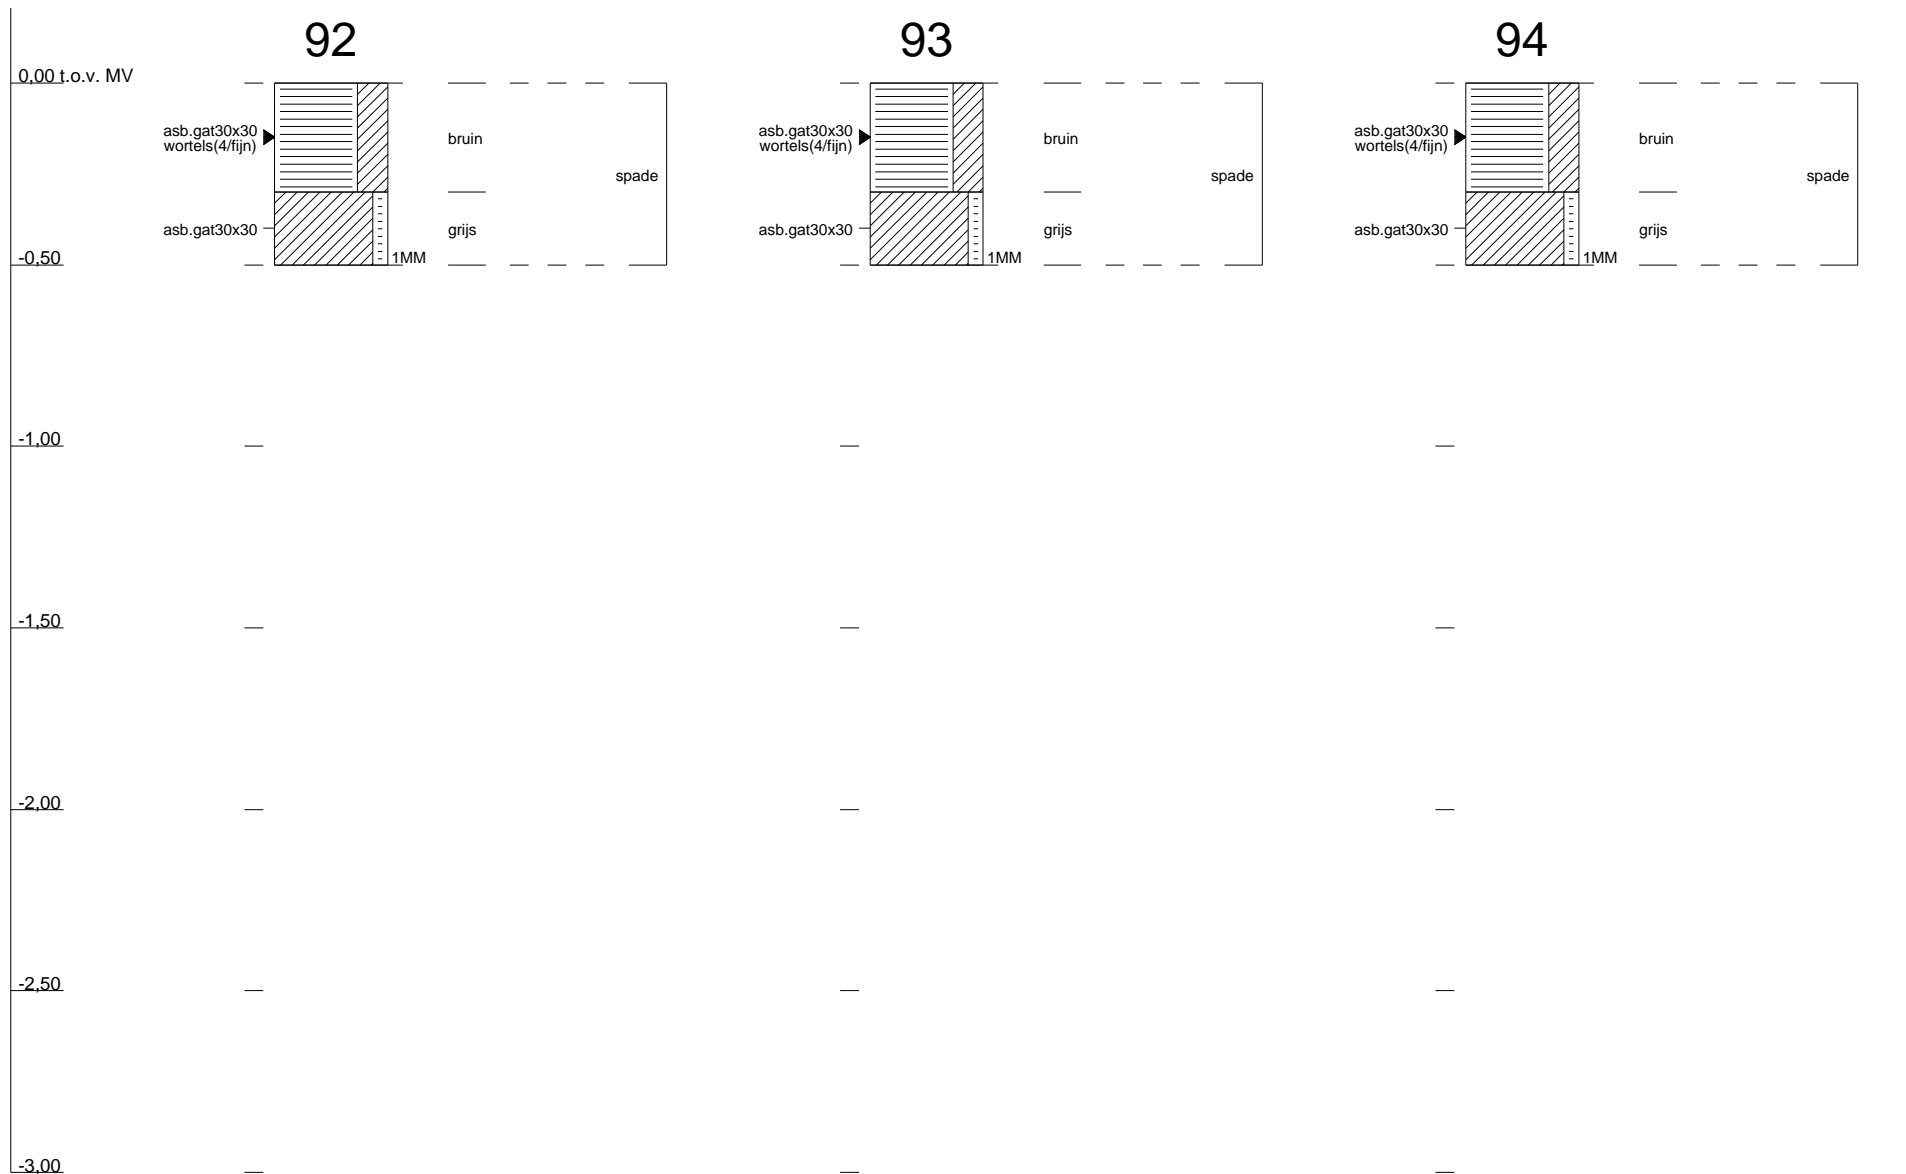 92
93
94
0,00 t.o.v. MV
asb.gat30x30
wortels(4/fijn)
bruin
spade
asb.gat30x30
grijs
1MM
asb.gat30x30
wortels(4/fijn)
bruin
spade
asb.gat30x30
grijs
1MM
asb.gat30x30
wortels(4/fijn)
bruin
spade
asb.gat30x30
grijs
1MM
-0,50
-1,00
-1,50
-2,00
-2,50
-3,00